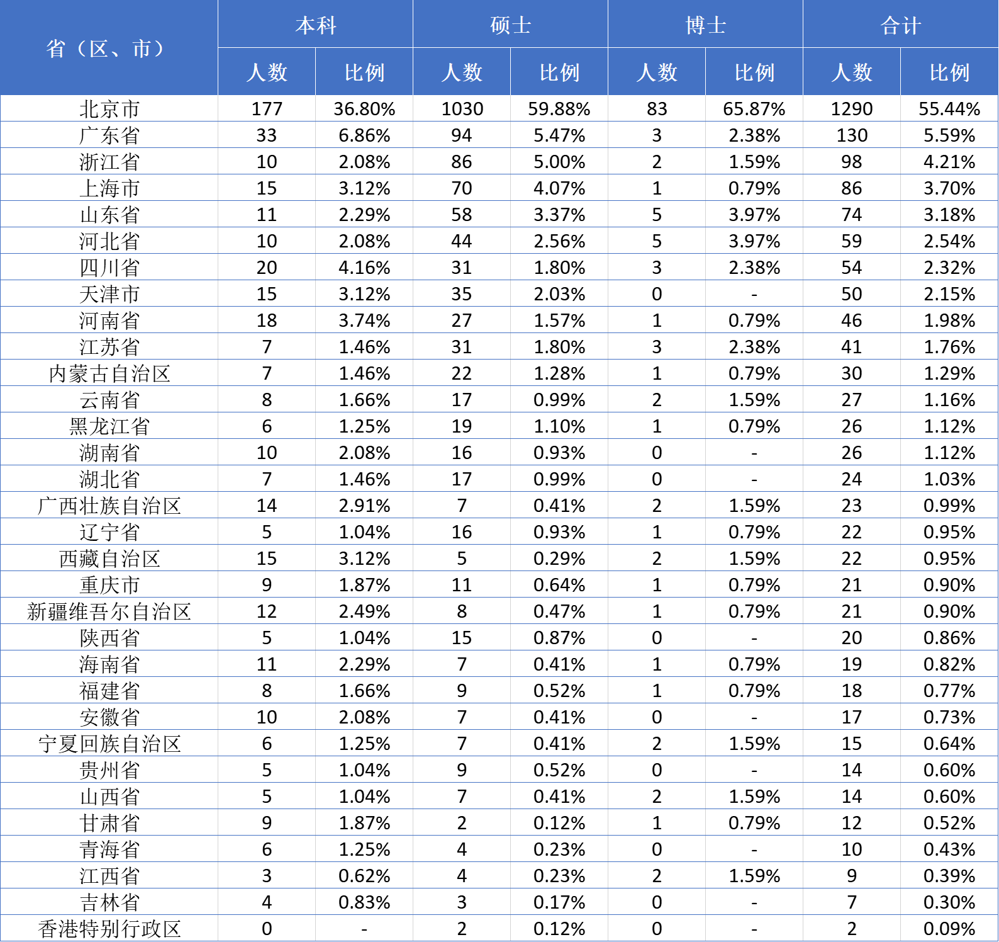 省（区、市） 本科 硕士 博士 合计
人数 比例 人数 比例 人数 比例 人数 比例
北京市 177 36.80% 1030 59.88% 83 65.87% 1290 55.44%
广东省 33 6.86% 94 5.47% 3 2.38% 130 5.59%
浙江省 10 2.08% 86 5.00% 2 1.59% 98 4.21%
上海市 15 3.12% 70 4.07% 1 0.79% 86 3.70%
山东省 11 2.29% 58 3.37% 5 3.97% 74 3.18%
河北省 10 2.08% 44 2.56% 5 3.97% 59 2.54%
四川省 20 4.16% 31 1.80% 3 2.38% 54 2.32%
天津市 15 3.12% 35 2.03% 0 - 50 2.15%
河南省 18 3.74% 27 1.57% 1 0.79% 46 1.98%
江苏省 7 1.46% 31 1.80% 3 2.38% 41 1.76%
内蒙古自治区 7 1.46% 22 1.28% 1 0.79% 30 1.29%
云南省 8 1.66% 17 0.99% 2 1.59% 27 1.16%
黑龙江省 6 1.25% 19 1.10% 1 0.79% 26 1.12%
湖南省 10 2.08% 16 0.93% 0 - 26 1.12%
湖北省 7 1.46% 17 0.99% 0 - 24 1.03%
广西壮族自治区 14 2.91% 7 0.41% 2 1.59% 23 0.99%
辽宁省 5 1.04% 16 0.93% 1 0.79% 22 0.95%
西藏自治区 15 3.12% 5 0.29% 2 1.59% 22 0.95%
重庆市 9 1.87% 11 0.64% 1 0.79% 21 0.90%
新疆维吾尔自治区 12 2.49% 8 0.47% 1 0.79% 21 0.90%
陕西省 5 1.04% 15 0.87% 0 - 20 0.86%
海南省 11 2.29% 7 0.41% 1 0.79% 19 0.82%
福建省 8 1.66% 9 0.52% 1 0.79% 18 0.77%
安徽省 10 2.08% 7 0.41% 0 - 17 0.73%
宁夏回族自治区 6 1.25% 7 0.41% 2 1.59% 15 0.64%
贵州省 5 1.04% 9 0.52% 0 - 14 0.60%
山西省 5 1.04% 7 0.41% 2 1.59% 14 0.60%
甘肃省 9 1.87% 2 0.12% 1 0.79% 12 0.52%
青海省 6 1.25% 4 0.23% 0 - 10 0.43%
江西省 3 0.62% 4 0.23% 2 1.59% 9 0.39%
吉林省 4 0.83% 3 0.17% 0 - 7 0.30%
香港特别行政区 0 - 2 0.12% 0 - 2 0.09%